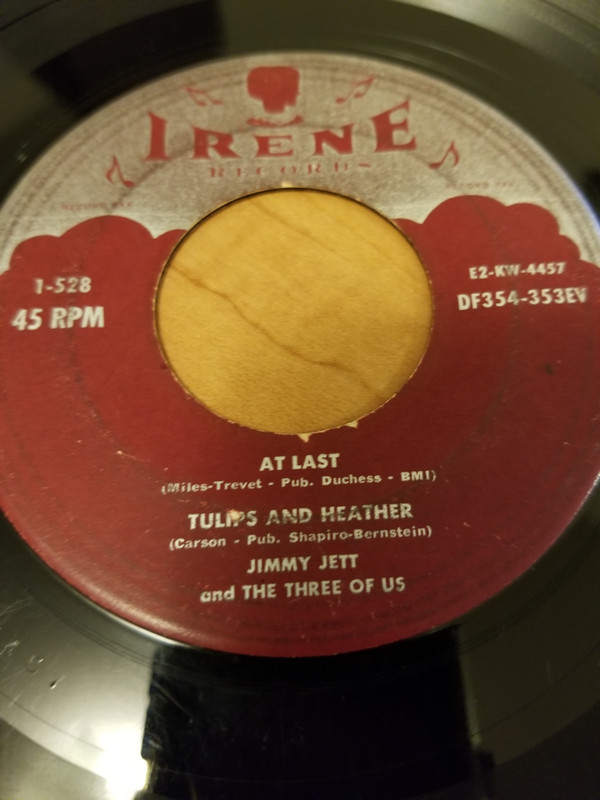 IRENE
RECORDS
1-528
45 RPM
E2-KW-4457
DF354-353EV
AT LAST
(Miles-Trevet - Pub. Duchess - BMI)
TULIPS AND HEATHER
(Carson - Pub. Shapiro-Bernstein)
JIMMY JETT
and THE THREE OF US